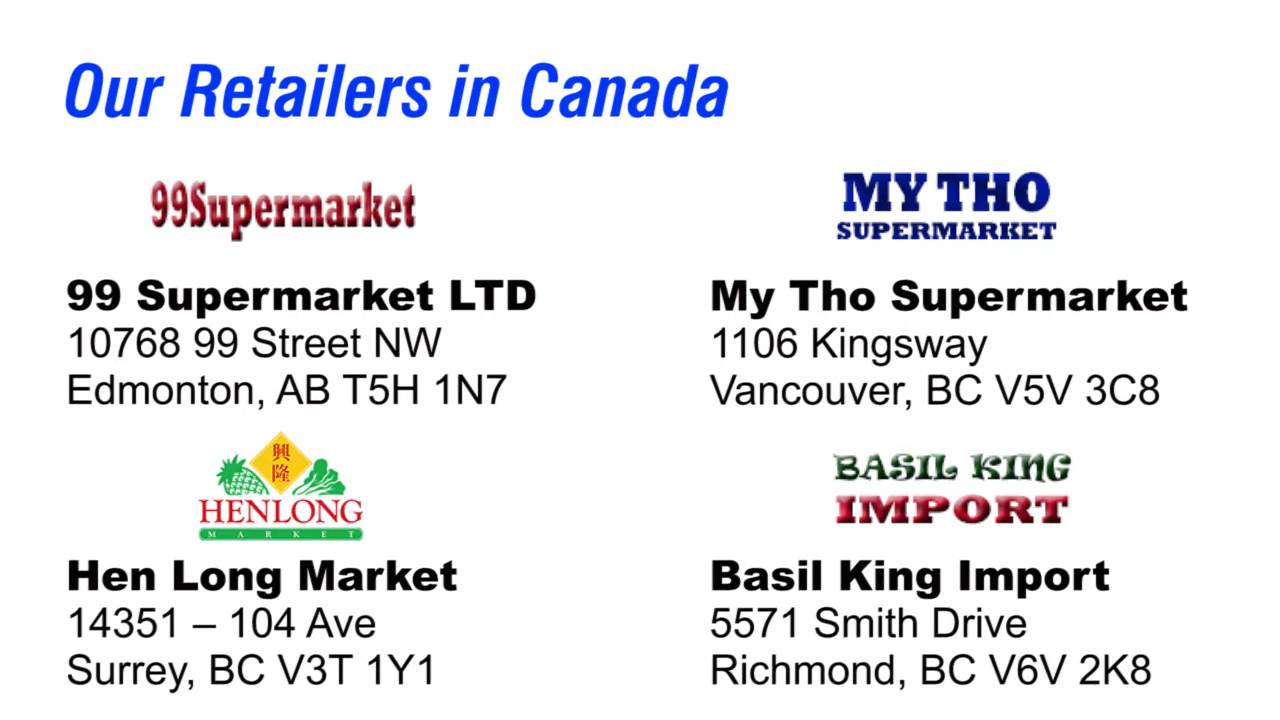 Our Retailers in Canada
99Supermarket
99 Supermarket LTD
10768 99 Street NW
Edmonton, AB T5H 1N7
MY THO
SUPERMARKET
My Tho Supermarket
1106 Kingsway
Vancouver, BC V5V 3C8
興
隆
HENLONG
MARKET
Hen Long Market
14351 – 104 Ave
Surrey, BC V3T 1Y1
BASIL KING
IMPORT
Basil King Import
5571 Smith Drive
Richmond, BC V6V 2K8